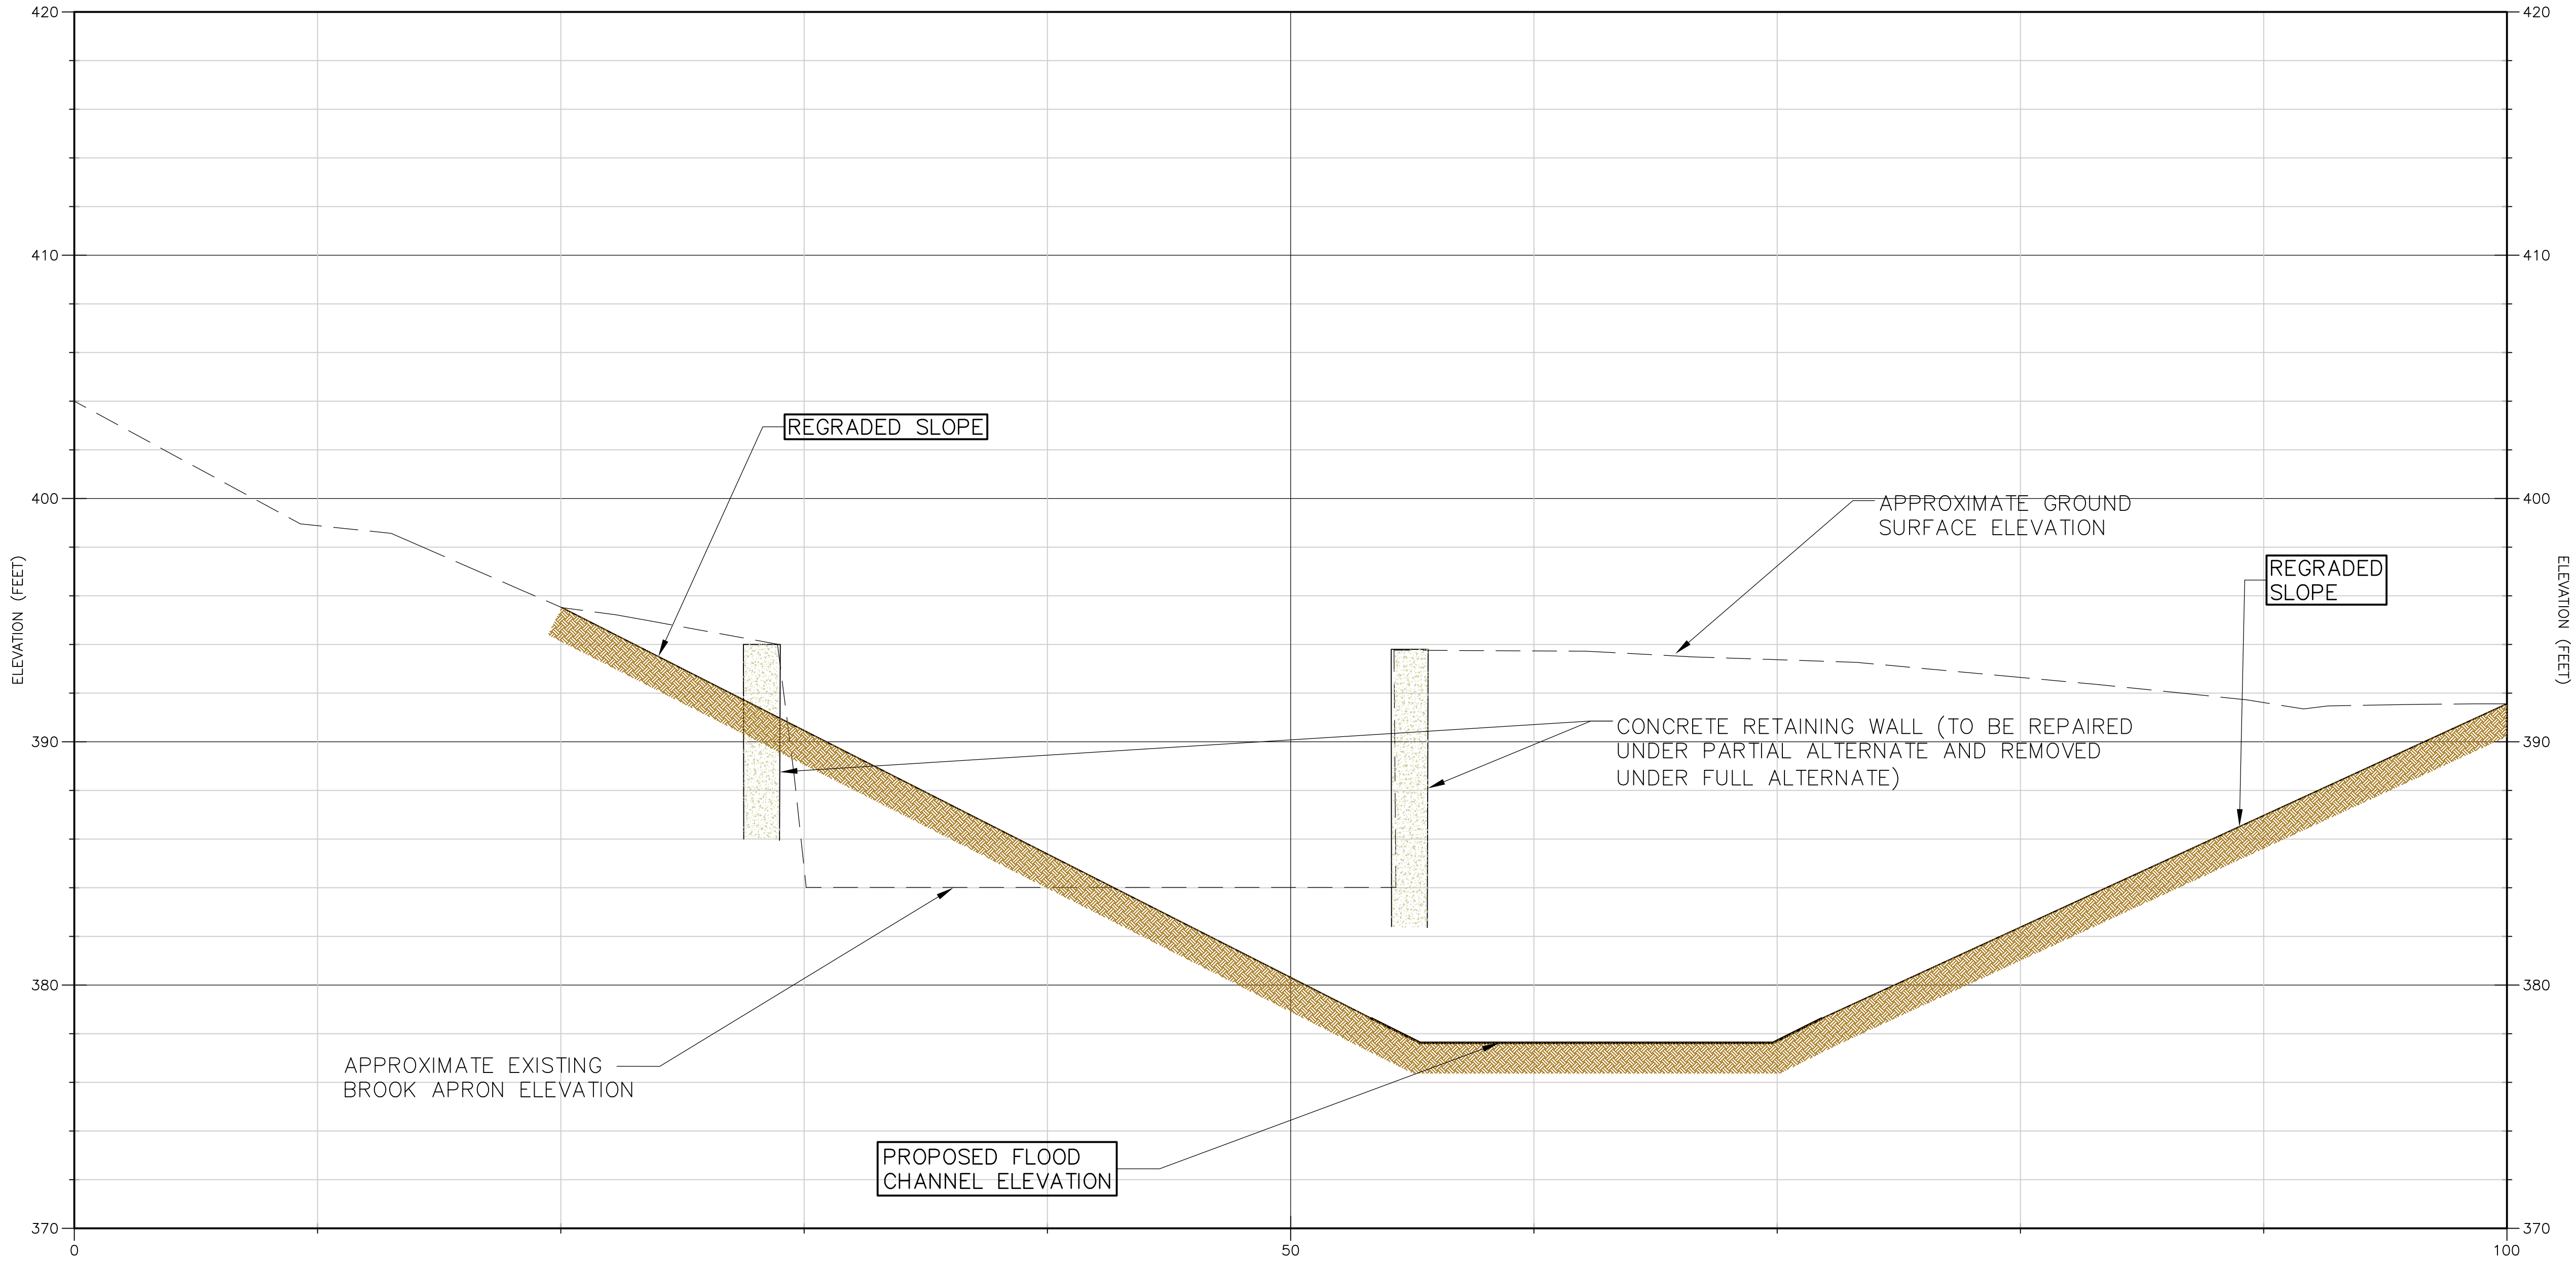 420
420
410
410
REGRADED SLOPE
400
400
APPROXIMATE GROUND
SURFACE ELEVATION
ELEVATION (FEET)
ELEVATION (FEET)
REGRADED
SLOPE
390
390
CONCRETE RETAINING WALL (TO BE REPAIRED
UNDER PARTIAL ALTERNATE AND REMOVED
UNDER FULL ALTERNATE)
380
380
APPROXIMATE EXISTING
BROOK APRON ELEVATION
PROPOSED FLOOD
CHANNEL ELEVATION
370
370
0
50
100